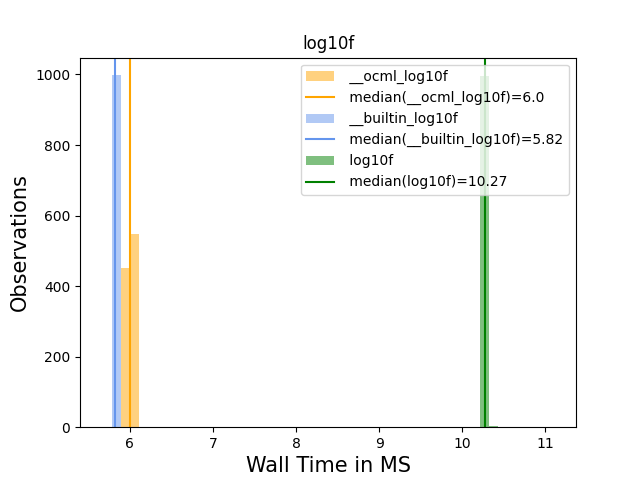 log10f
__ocml_log10f
median(__ocml_log10f)=6.0
__builtin_log10f
median(__builtin_log10f)=5.82
log10f
median(log10f)=10.27
Observations
1000
800
600
400
200
0
6 7 8 9 10 11
Wall Time in MS